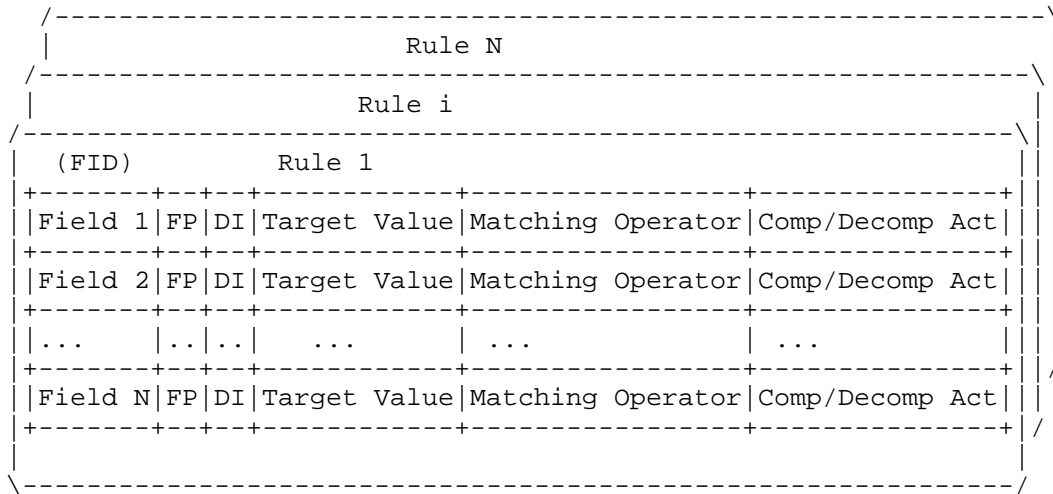 Rule N
Rule i
(FID) Rule 1
Field 1|FP|DI|Target Value|Matching Operator|Comp/Decomp Act
Field 2|FP|DI|Target Value|Matching Operator|Comp/Decomp Act
...|..|..|...|...|...
Field N|FP|DI|Target Value|Matching Operator|Comp/Decomp Act